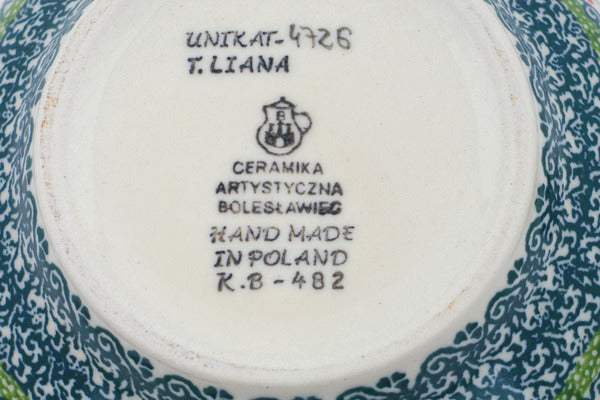 UNIKAT-4726
T.LIANA
B
CERAMIKA
ARTYSTYCZNA
BOLESŁAWIEC
HAND MADE
IN POLAND
K.B-482